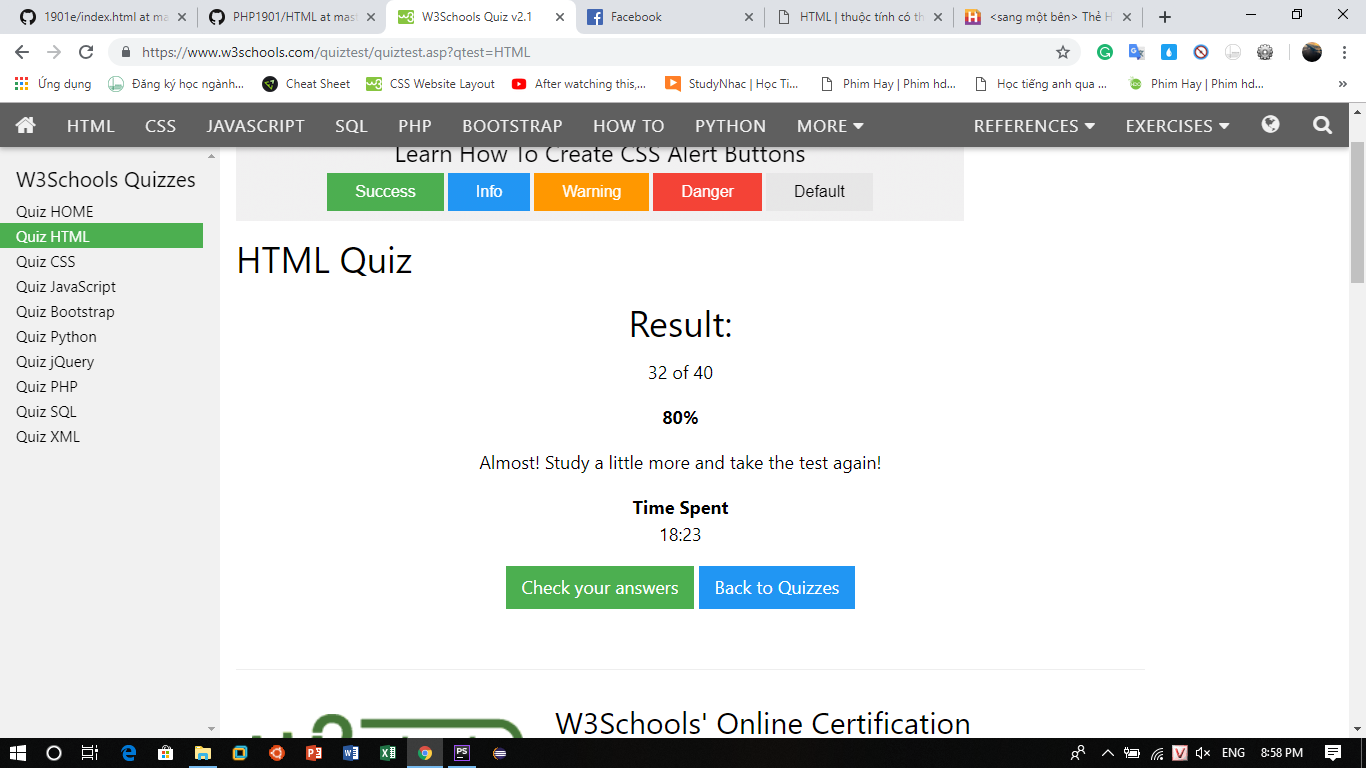 1901e/index.html at ma
PHP1901/HTML at mast
W3Schools Quiz v2.1
Facebook
HTML | thuộc tính có th
<sang một bên> Thẻ H
https://www.w3schools.com/quiztest/quiztest.asp?qtest=HTML
Ứng dụng
Đăng ký học ngành...
Cheat Sheet
CSS Website Layout
After watching this,...
StudyNhac | Học Ti...
Phim Hay | Phim hd...
Học tiếng anh qua ...
Phim Hay | Phim hd...
HTML CSS JAVASCRIPT SQL PHP BOOTSTRAP HOW TO PYTHON MORE REFERENCES EXERCISES
W3Schools Quizzes
Quiz HOME
Quiz HTML
Quiz CSS
Quiz JavaScript
Quiz Bootstrap
Quiz Python
Quiz jQuery
Quiz PHP
Quiz SQL
Quiz XML
Learn How To Create CSS Alert Buttons
Success Info Warning Danger Default
HTML Quiz
Result:
32 of 40
80%
Almost! Study a little more and take the test again!
Time Spent
18:23
Check your answers Back to Quizzes
W3Schools' Online Certification
ENG 8:58 PM